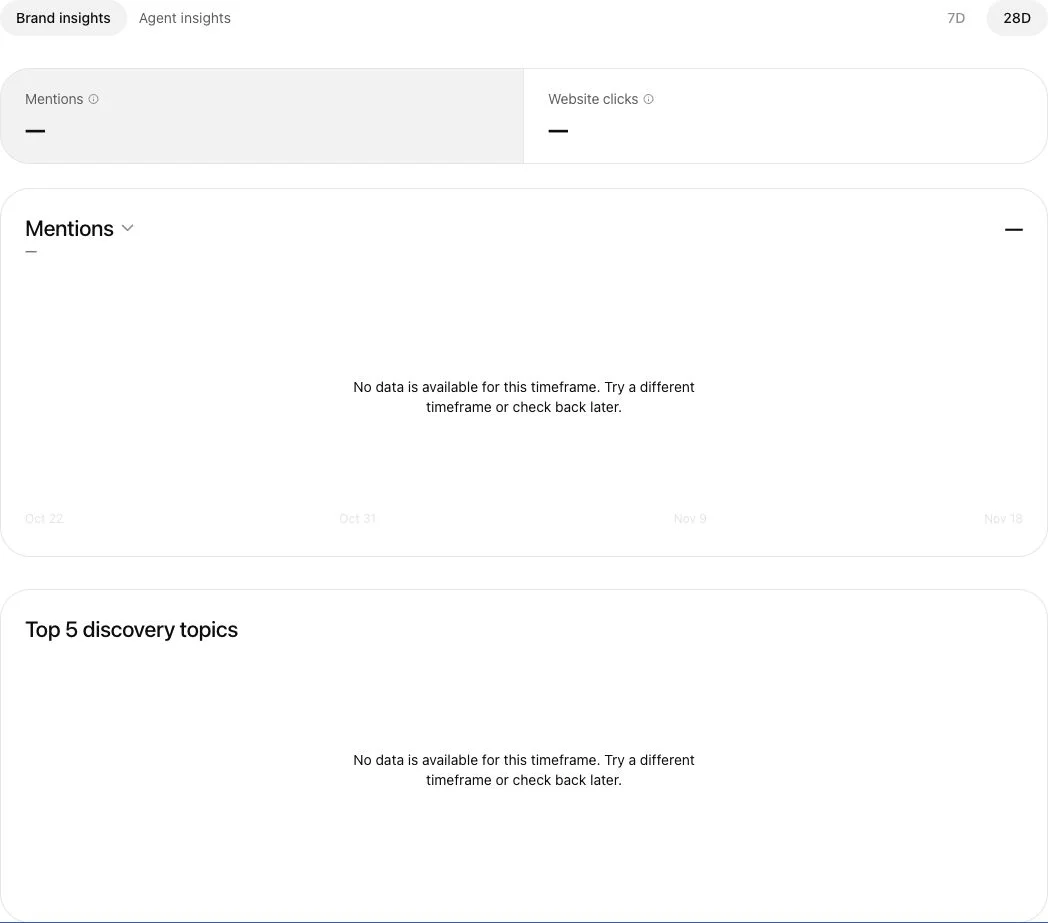 Brand insights
Agent insights
7D
28D
Mentions
—
Website clicks
—
Mentions
—
—
No data is available for this timeframe. Try a different
timeframe or check back later.
Oct 22
Oct 31
Nov 9
Nov 18
Top 5 discovery topics
No data is available for this timeframe. Try a different
timeframe or check back later.